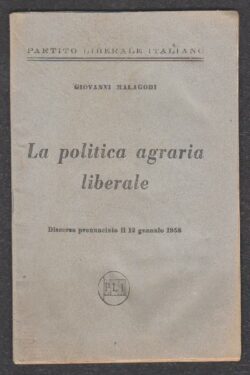 PARTITO LIBERALE ITALIANO
GIOVANNI MALAGODI
La politica agraria
liberale
Discorso pronunciato il 12 gennaio 1958
P.L.I.